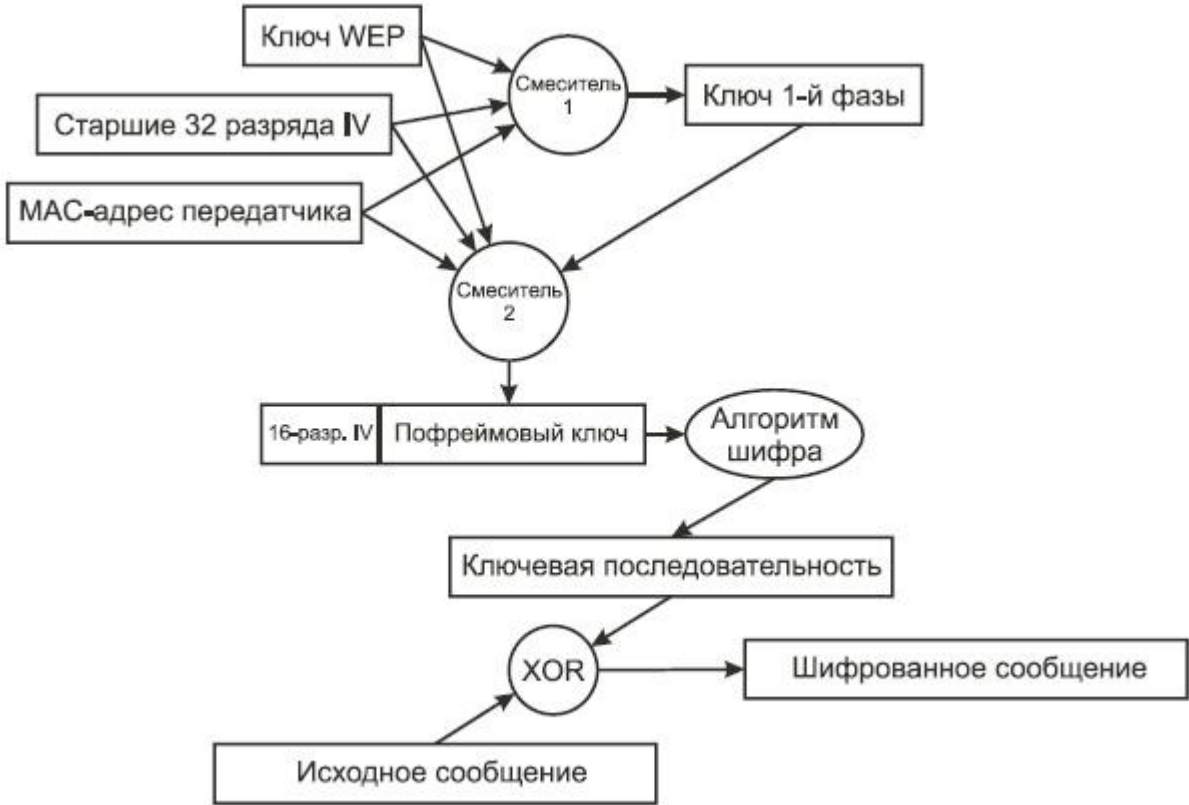 Ключ WEP
Смеситель
1
Ключ 1-й фазы
Старшие 32 разряда IV
MAC-адрес передатчика
Смеситель
2
16-разр. IV
Пофреймовый ключ
Алгоритм
шифра
Ключевая последовательность
XOR
Шифрованное сообщение
Исходное сообщение